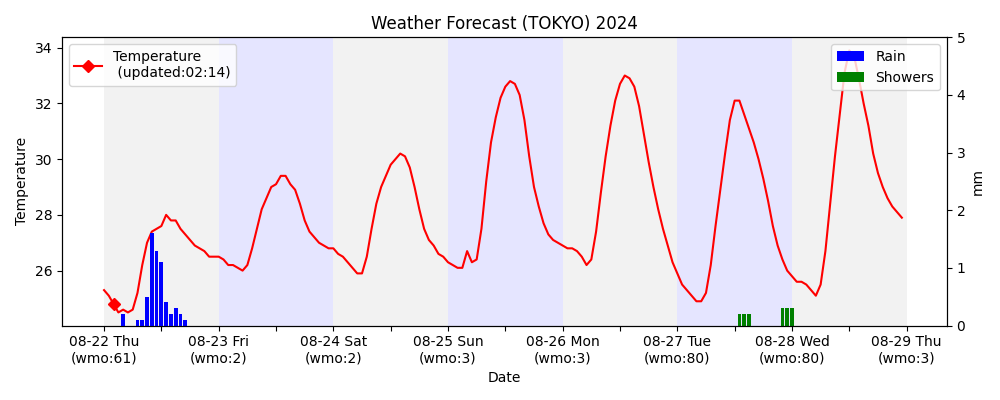 Weather Forecast (TOKYO) 2024
Temperature
(updated:02:14)
Rain
Showers
34
32
30
28
26
Temperature
5
4
3
2
1
0
mm
08-22 Thu
(wmo:61)
08-23 Fri
(wmo:2)
08-24 Sat
(wmo:2)
08-25 Sun
(wmo:3)
08-26 Mon
(wmo:3)
08-27 Tue
(wmo:80)
08-28 Wed
(wmo:80)
08-29 Thu
(wmo:3)
Date